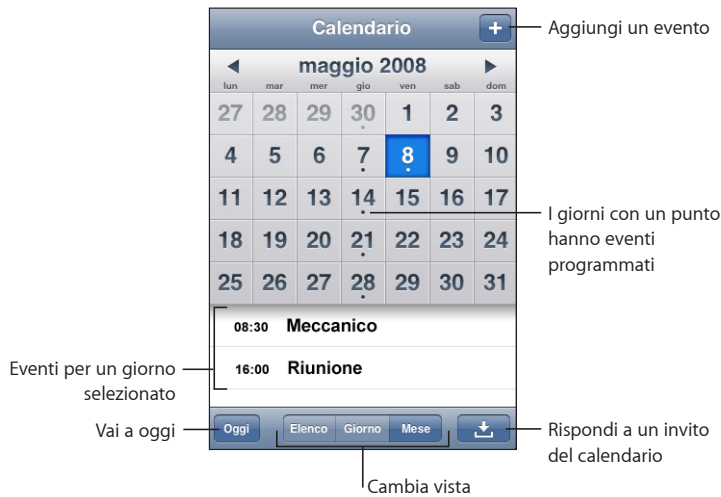 Calendario
Aggiungi un evento
maggio 2008
lun mar mer gio ven sab dom
27 28 29 30 1 2 3
4 5 6 7 8 9 10
11 12 13 14 15 16 17
I giorni con un punto
hanno eventi
programmati
18 19 20 21 22 23 24
25 26 27 28 29 30 31
08:30 Meccanico
16:00 Riunione
Eventi per un giorno
selezionato
Vai a oggi
Oggi
Elenco Giorno Mese
Rispondi a un invito
del calendario
Cambia vista